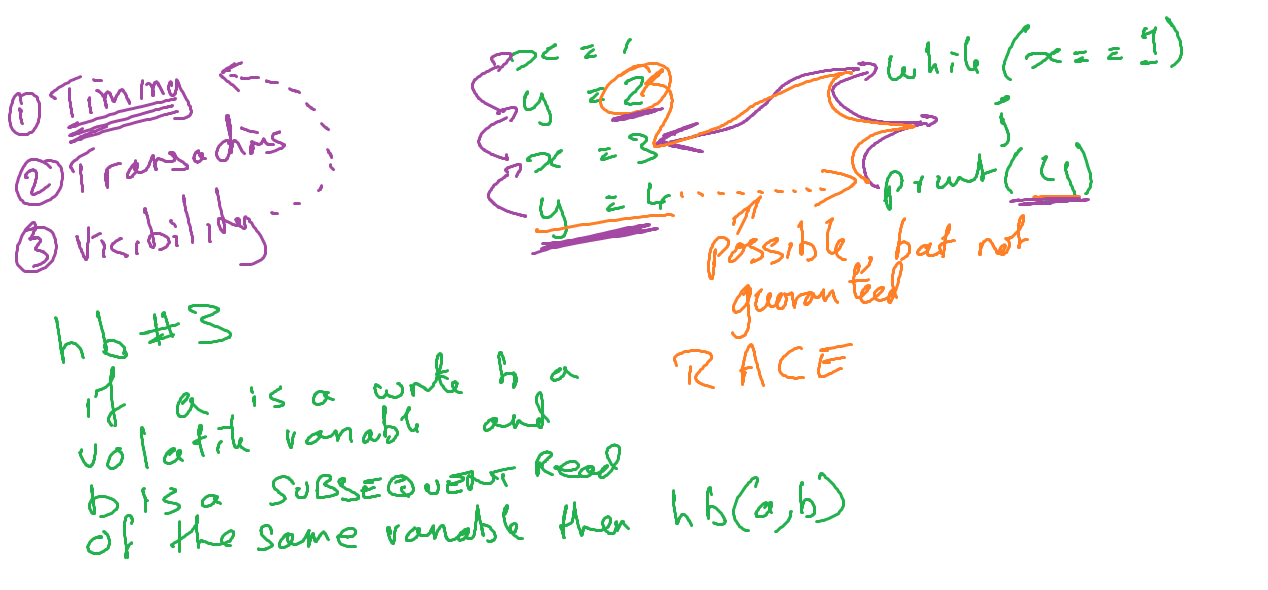 ① Timing
② Transactions
③ Visibility
x = 1
y = 2
x = 3
y = 4
while (x == 1)
;
print(y)
possible, but not
guaranteed
RACE
hb #3
if a is a write to a
volatile variable and
b is a SUBSEQUENT Read
of the same variable then hb(a,b)